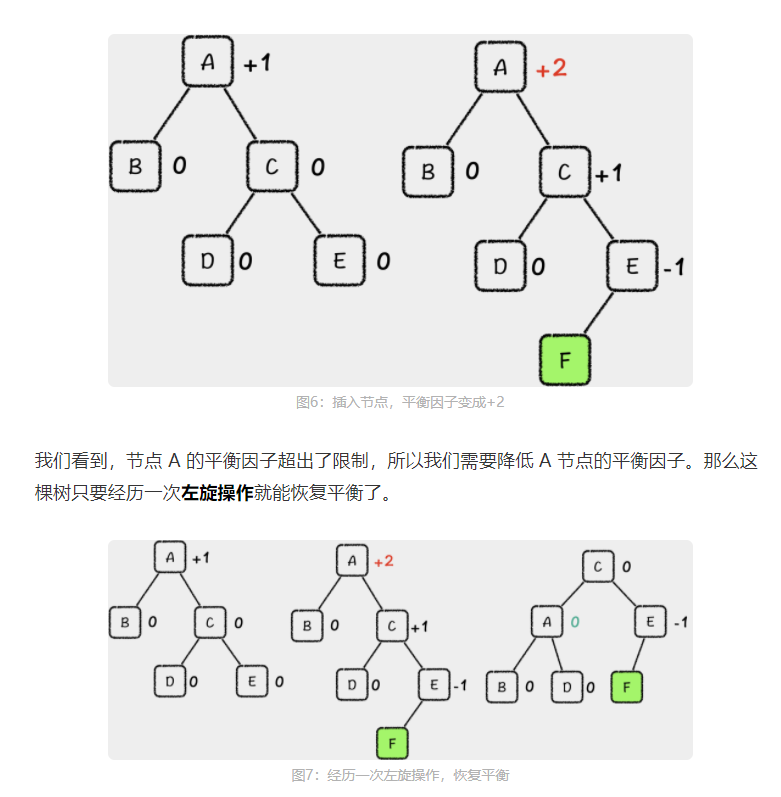 A +1 A +2
B 0 C 0 B 0 C +1
D 0 E 0 D 0 E -1
F
图6：插入节点，平衡因子变成+2
我们看到，节点 A 的平衡因子超出了限制，所以我们需要降低 A 节点的平衡因子。那么这
棵树只要经历一次左旋操作就能恢复平衡了。
A +1 A +2 C 0
B 0 C 0 B 0 C +1 A 0 E -1
D 0 E 0 D 0 E -1 B 0 D 0 F
F
图7：经历一次左旋操作，恢复平衡